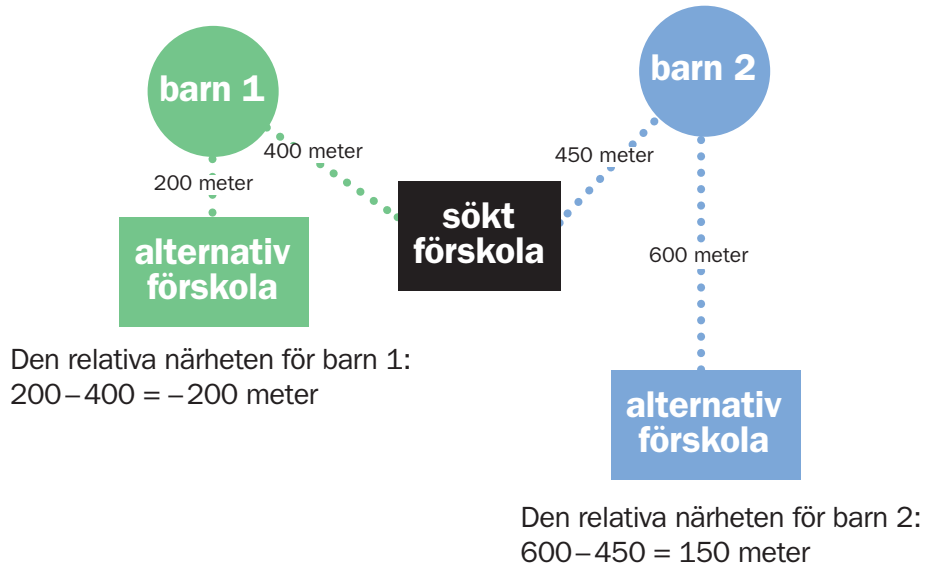 barn 1
barn 2
400 meter
450 meter
200 meter
sökt
förskola
alternativ
förskola
600 meter
Den relativa närheten för barn 1:
200–400 = –200 meter
alternativ
förskola
Den relativa närheten för barn 2:
600–450 = 150 meter